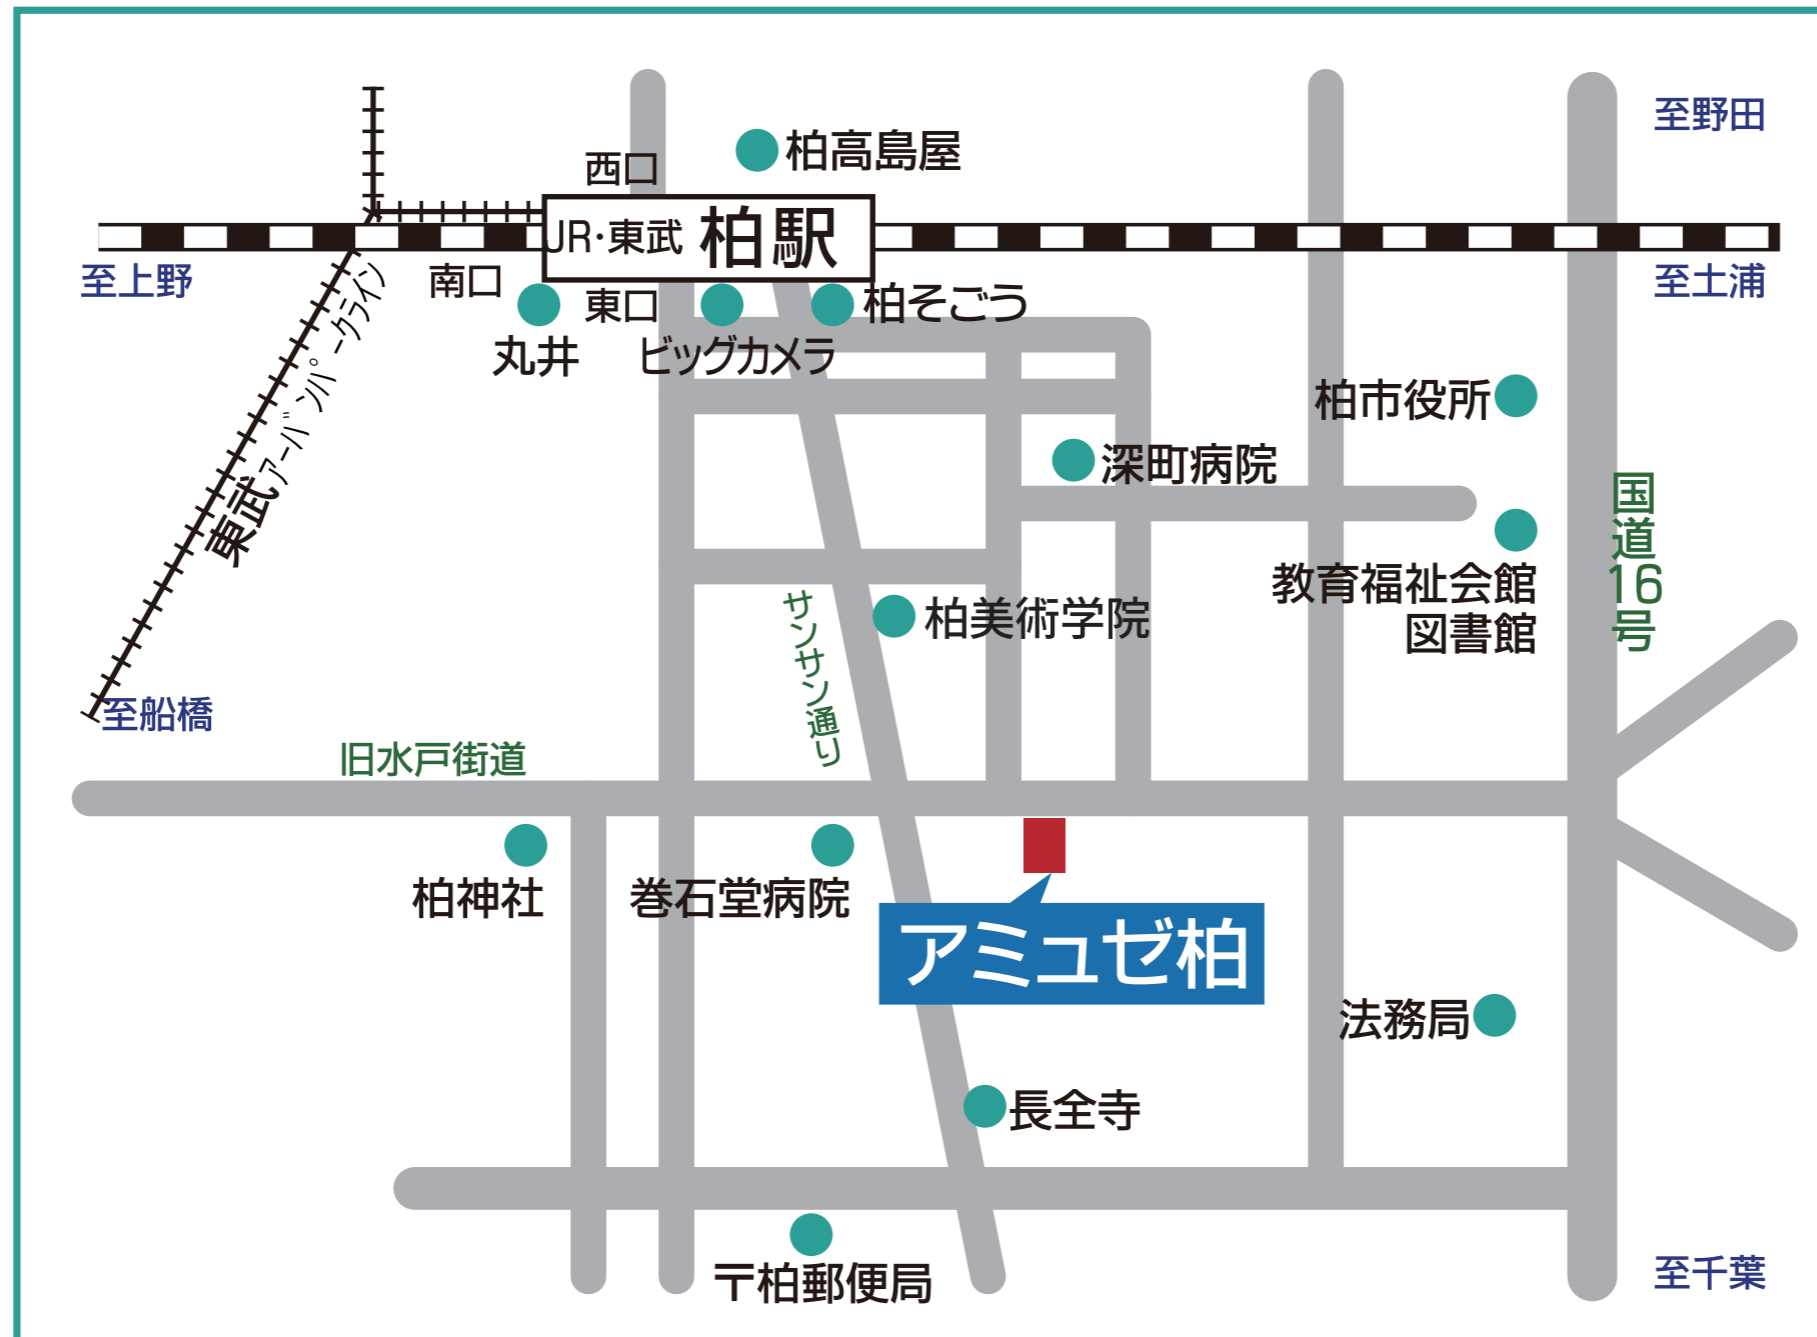 至野田
柏高島屋
西口
JR・東武 柏駅
至上野
南口
東口
柏そごう
至土浦
丸井
ビッグカメラ
東武アーバンパークライン
柏市役所
深町病院
国道16号
教育福祉会館
図書館
柏美術学院
サンサン通り
至船橋
旧水戸街道
柏神社
巻石堂病院
アミュゼ柏
法務局
長全寺
〒柏郵便局
至千葉